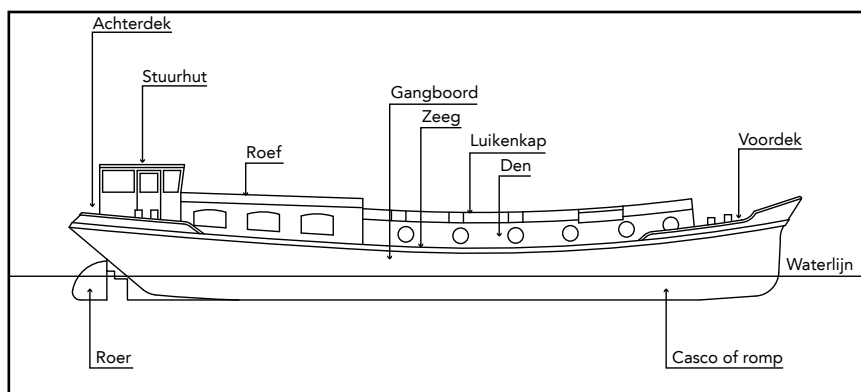 Achterdek
Stuurhut
Gangboord
Zeeg
Luikenkap
Voordek
Roef
Den
Waterlijn
Roer
Casco of romp